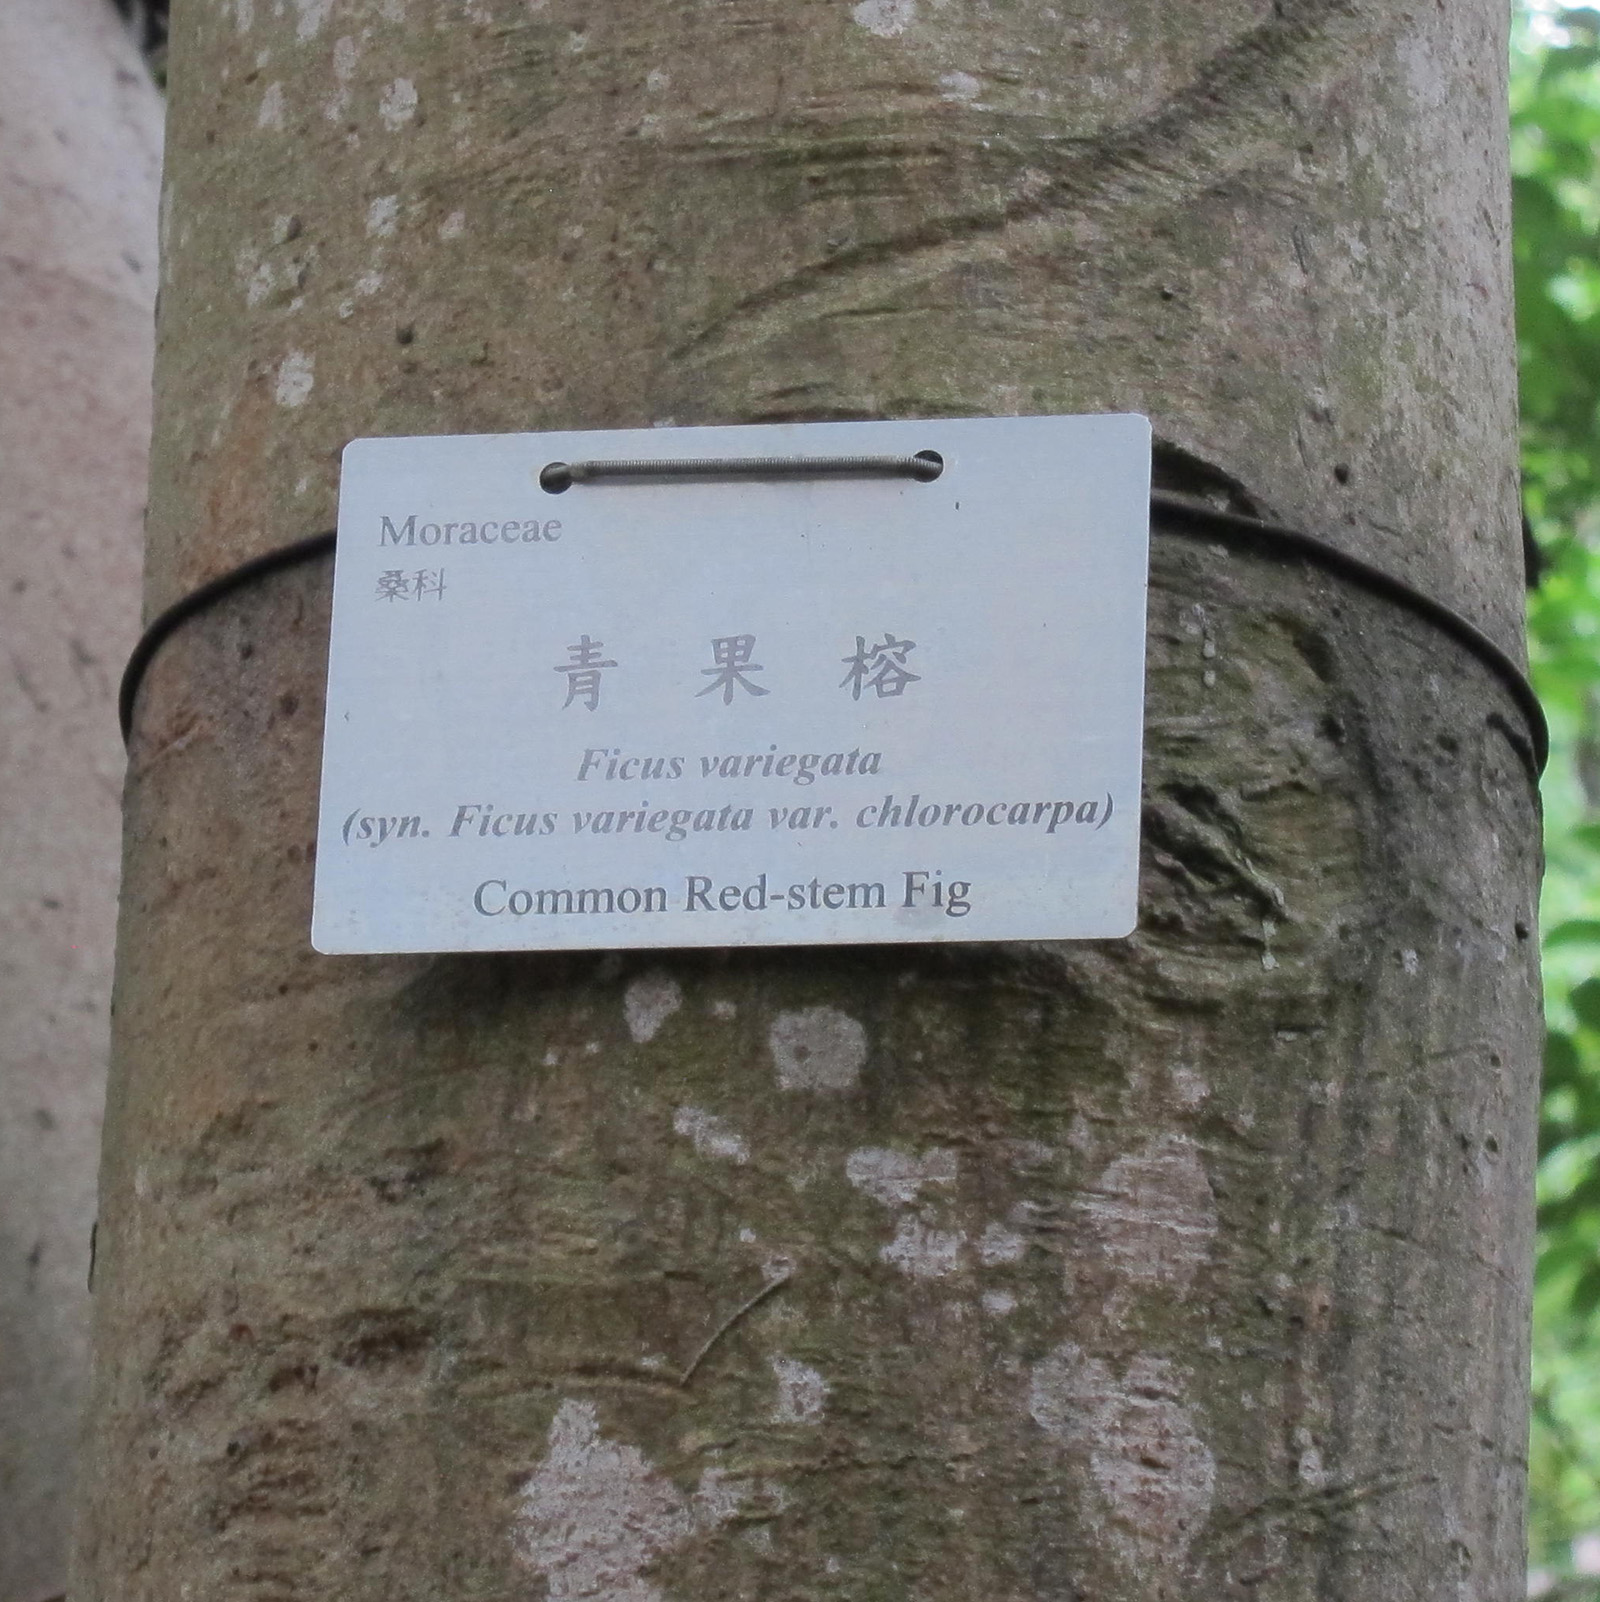 Moraceae
桑科
青果榕
Ficus variegata
(syn. Ficus variegata var. chlorocarpa)
Common Red-stem Fig